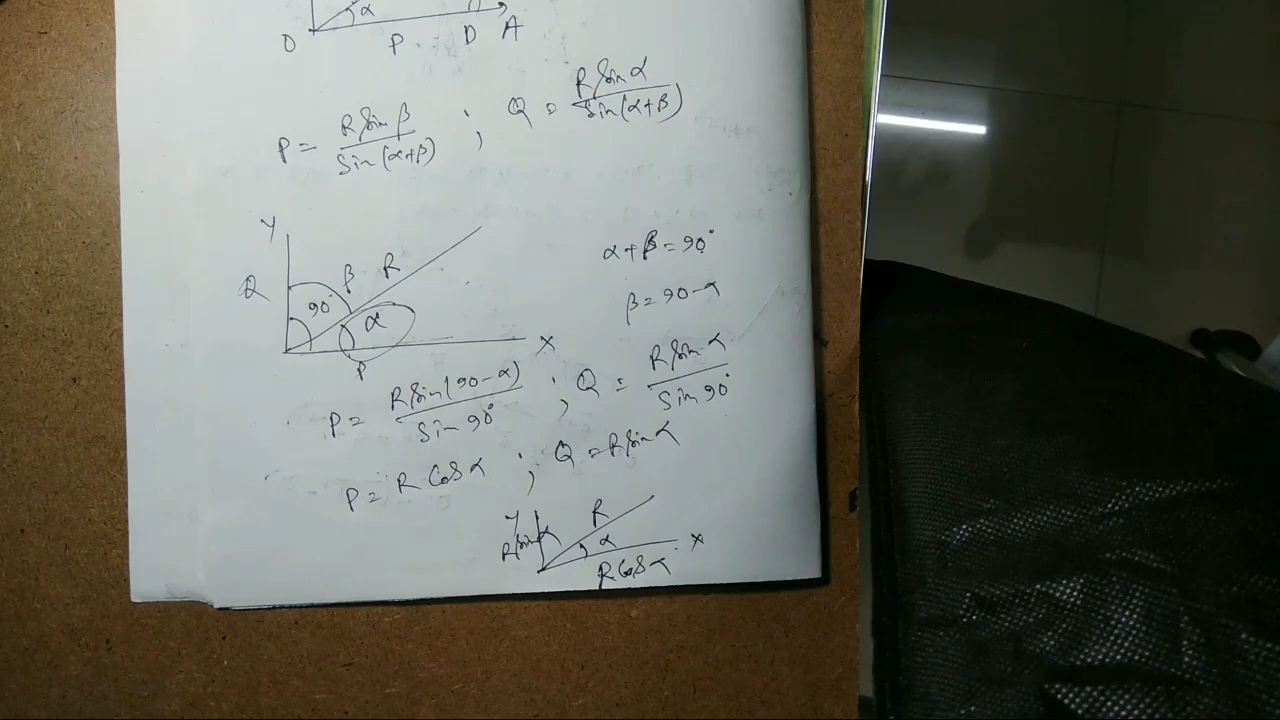 α
O P D A
P = R Sin β / Sin (α+β) ; Q = R Sin α / Sin (α+β)
Y
β R
Q 90° α
X
P
α + β = 90°
β = 90 - α
P = R Sin (90 - α) / Sin 90° ; Q = R Sin α / Sin 90°
P = R Cos α ; Q = R Sin α
Y R
R Sin α α X
R Cos α